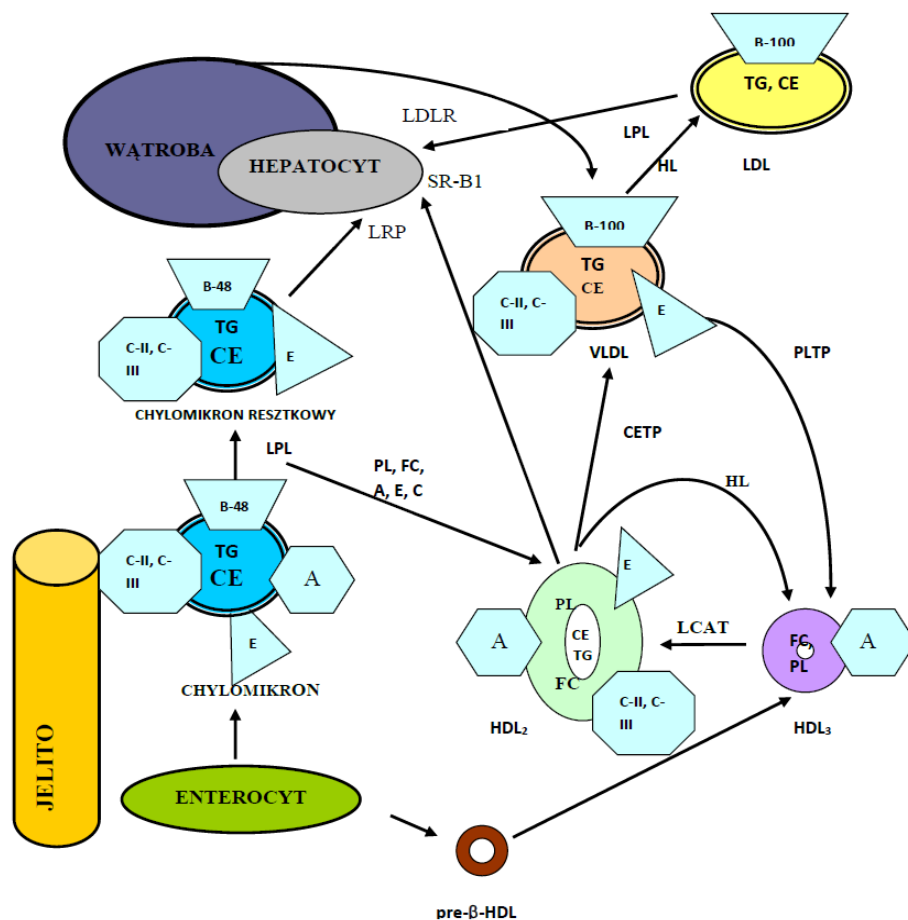 B-100
TG, CE
LDLR
LPL
WĄTROBA
HEPATOCYT
HL
LDL
SR-B1
B-100
LRP
TG
CE
B-48
C-II, C-
III
E
TG
CE
C-II, C-
III
E
VLDL
PLTP
CHYLOMIKRON RESZTKOWY
CETP
LPL
PL, FC,
A, E, C
HL
B-48
C-II, C-
III
TG
CE
A
E
E
PL
CE
TG
FC
A
LCAT
FC,
PL
A
CHYLOMIKRON
C-II, C-
III
HDL₂
HDL₃
JELITO
ENTEROCYT
pre-β-HDL